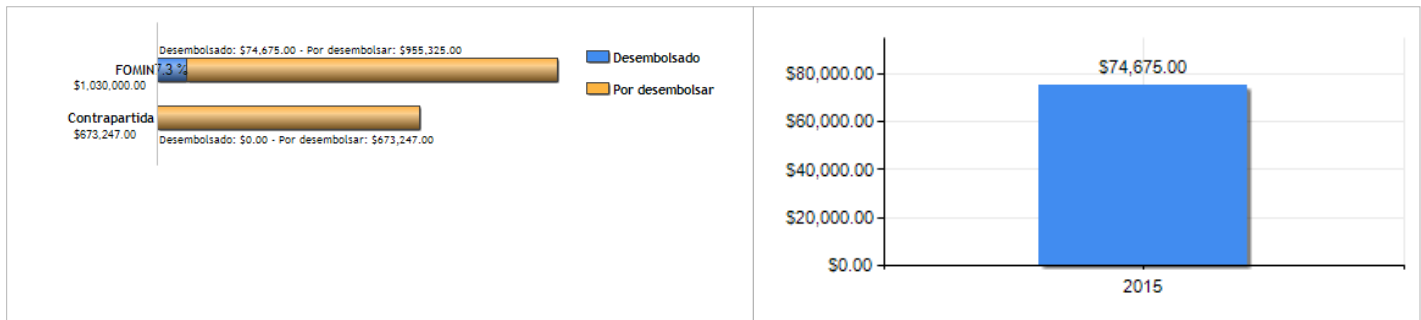 Desembolsado: $74,675.00 - Por desembolsar: $955,325.00
FOMIN
7.3 %
$1,030,000.00
Contrapartida
$673,247.00
Desembolsado: $0.00 - Por desembolsar: $673,247.00
Desembolsado
Por desembolsar
$80,000.00
$60,000.00
$40,000.00
$20,000.00
$0.00
$74,675.00
2015